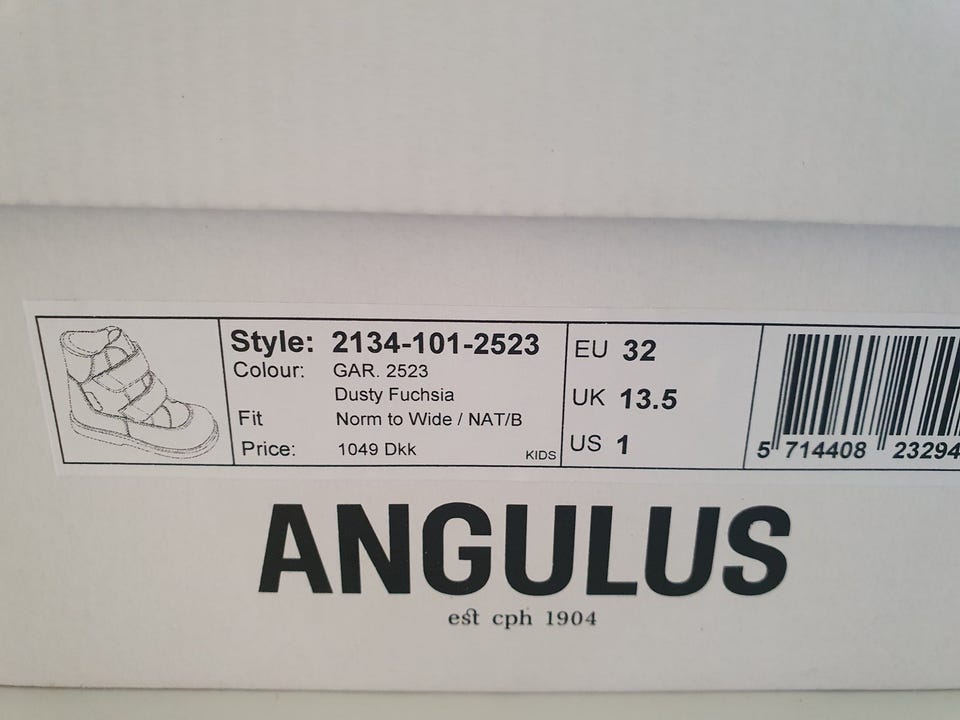 Style: 2134-101-2523
Colour: GAR. 2523
Dusty Fuchsia
Fit Norm to Wide / NAT/B
Price: 1049 Dkk
KIDS
EU 32
UK 13.5
US 1
5 714408 23294
ANGULUS
est cph 1904